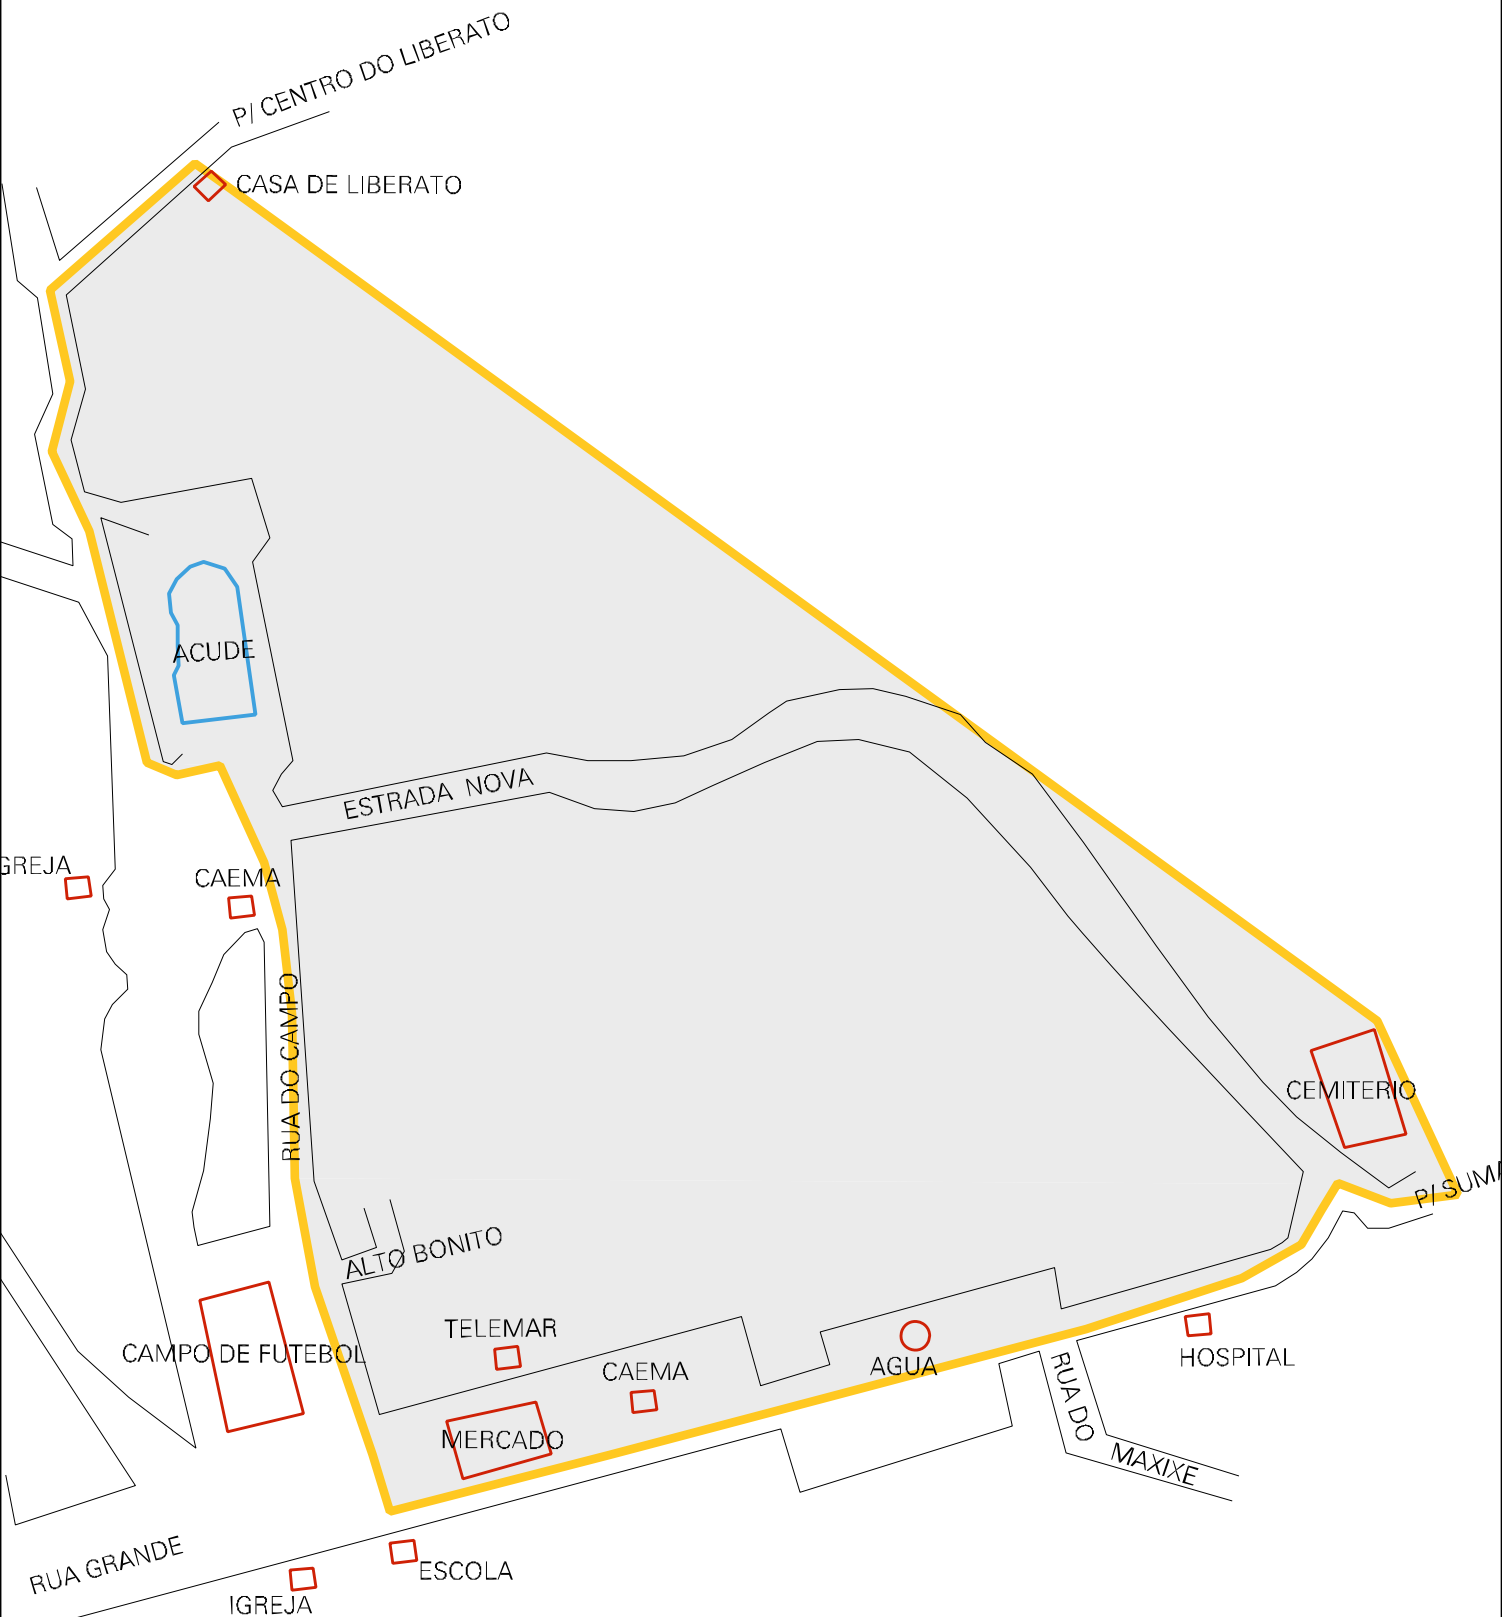 P/ CENTRO DO LIBERATO
CASA DE LIBERATO
ACUDE
ESTRADA NOVA
GREJA
CAEMA
RUA DO CAMPO
CEMITERIO
P/ SUMA
ALTO BONITO
TELEMAR
CAMPO DE FUTEBOL
CAEMA
AGUA
HOSPITAL
RUA DO
MAXIXE
MERCADO
RUA GRANDE
ESCOLA
IGREJA